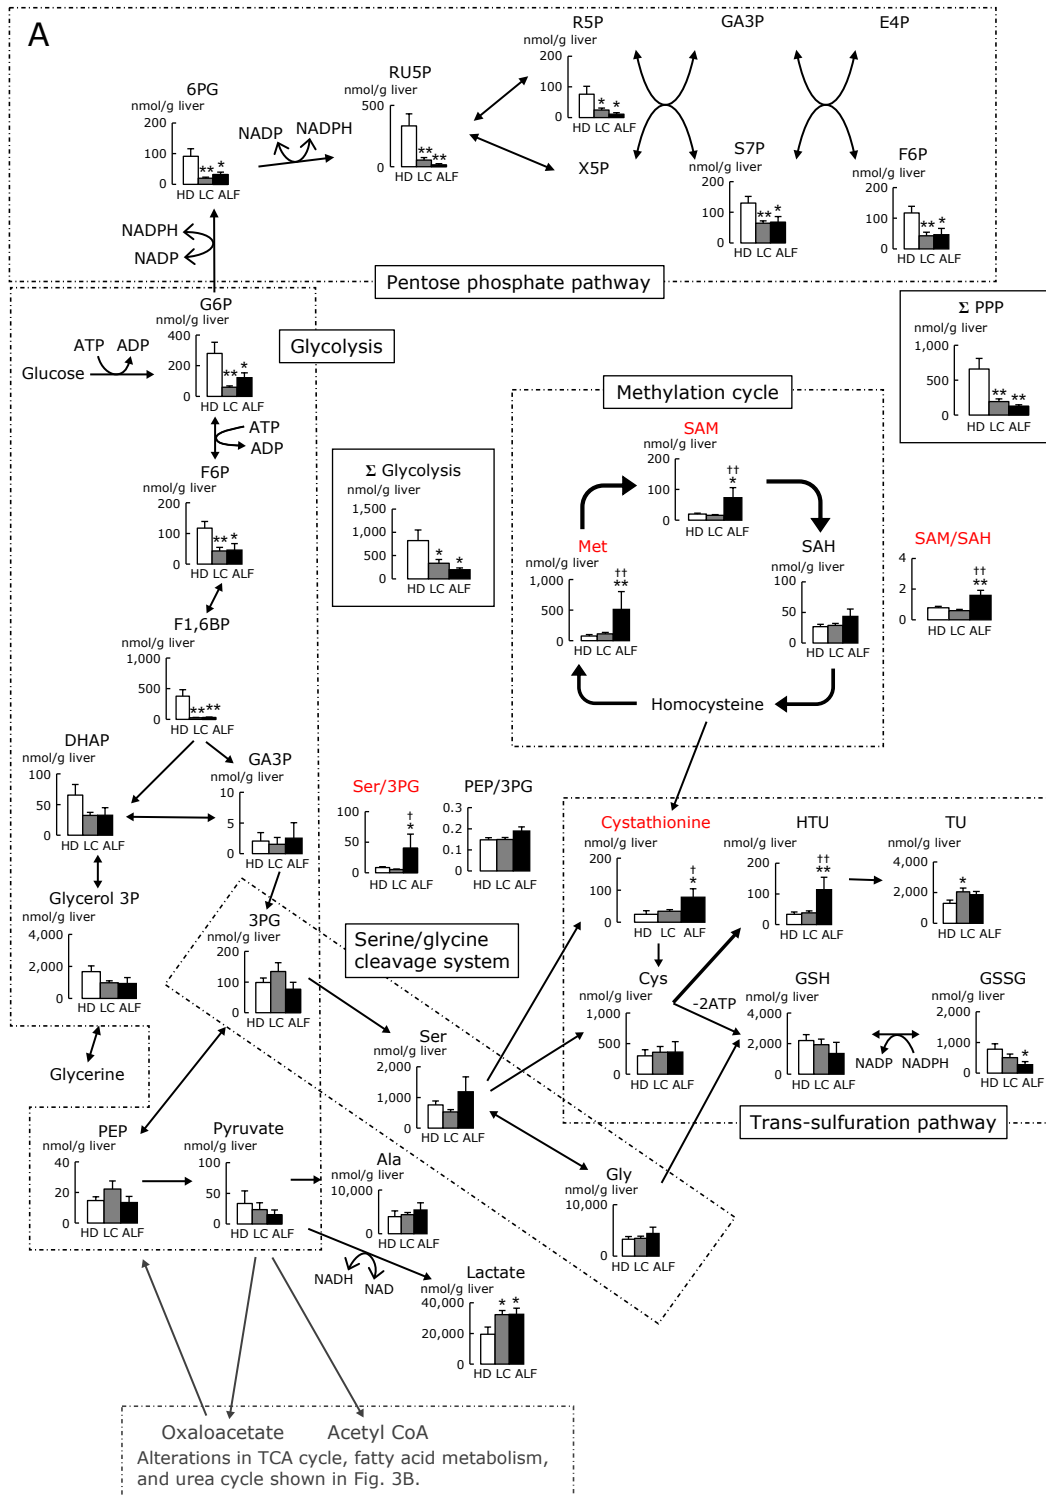 A
R5P
GA3P
E4P
nmol/g liver
200
100
0
* *
HD LC ALF
RU5P
nmol/g liver
500
0
** **
HD LC ALF
6PG
nmol/g liver
200
100
0
** *
HD LC ALF
NADP
NADPH
X5P
S7P
nmol/g liver
200
100
0
** *
HD LC ALF
F6P
nmol/g liver
200
100
0
** *
HD LC ALF
NADPH
NADP
Pentose phosphate pathway
G6P
nmol/g liver
400
200
0
** *
HD LC ALF
Glycolysis
ATP
ADP
Glucose
ATP
ADP
Σ PPP
nmol/g liver
1,000
500
0
** **
HD LC ALF
F6P
nmol/g liver
200
100
0
** *
HD LC ALF
Σ Glycolysis
nmol/g liver
1,500
1,000
500
0
* *
HD LC ALF
Methylation cycle
SAM
nmol/g liver
200
100
0
††
*
HD LC ALF
Met
nmol/g liver
1,000
500
0
††
**
HD LC ALF
SAH
nmol/g liver
100
50
0
HD LC ALF
SAM/SAH
4
2
0
††
**
HD LC ALF
Homocysteine
F1,6BP
nmol/g liver
1,000
500
0
** **
HD LC ALF
DHAP
nmol/g liver
100
50
0
HD LC ALF
GA3P
nmol/g liver
10
5
0
HD LC ALF
Ser/3PG
100
50
0
†
*
HD LC ALF
PEP/3PG
0.3
0.2
0.1
0
HD LC ALF
Cystathionine
nmol/g liver
200
100
0
†
*
HD LC ALF
HTU
nmol/g liver
200
100
0
††
**
HD LC ALF
TU
nmol/g liver
4,000
2,000
0
*
HD LC ALF
Glycerol 3P
nmol/g liver
4,000
2,000
0
HD LC ALF
3PG
nmol/g liver
200
100
0
HD LC ALF
Serine/glycine
cleavage system
Cys
nmol/g liver
1,000
500
0
HD LC ALF
-2ATP
GSH
nmol/g liver
4,000
2,000
0
HD LC ALF
NADP
NADPH
GSSG
nmol/g liver
2,000
1,000
0
*
HD LC ALF
Glycerine
Ser
nmol/g liver
2,000
1,000
0
HD LC ALF
Trans-sulfuration pathway
PEP
nmol/g liver
40
20
0
HD LC ALF
Pyruvate
nmol/g liver
100
50
0
HD LC ALF
Ala
nmol/g liver
10,000
0
HD LC ALF
Gly
nmol/g liver
10,000
0
HD LC ALF
NADH
NAD
Lactate
nmol/g liver
40,000
20,000
0
* *
HD LC ALF
Oxaloacetate
Acetyl CoA
Alterations in TCA cycle, fatty acid metabolism,
and urea cycle shown in Fig. 3B.